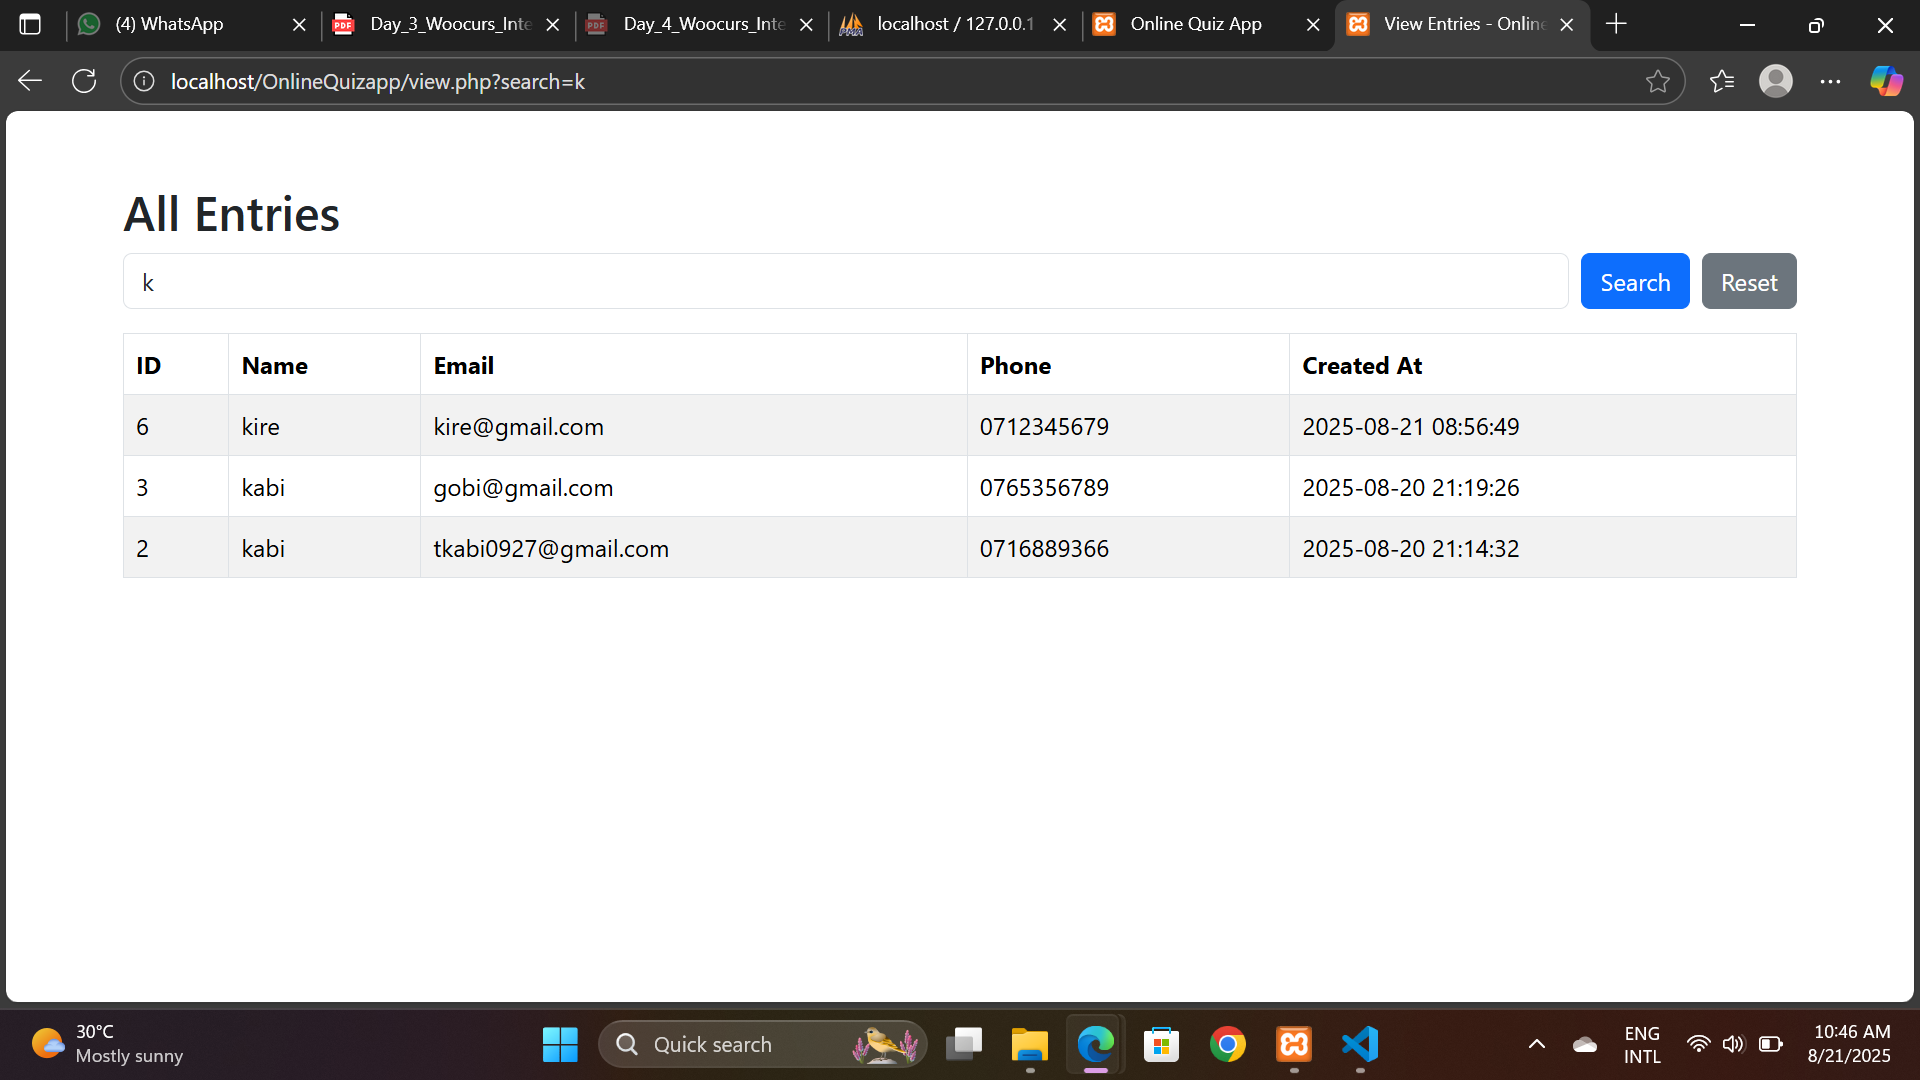 (4) WhatsApp
Day_3_Woocurs_Inte
Day_4_Woocurs_Inte
localhost / 127.0.0.1
Online Quiz App
View Entries - Online
localhost/OnlineQuizapp/view.php?search=k
All Entries
k
Search
Reset
ID Name Email Phone Created At
6 kire kire@gmail.com 0712345679 2025-08-21 08:56:49
3 kabi gobi@gmail.com 0765356789 2025-08-20 21:19:26
2 kabi tkabi0927@gmail.com 0716889366 2025-08-20 21:14:32
30°C
Mostly sunny
Quick search
ENG
INTL
10:46 AM
8/21/2025